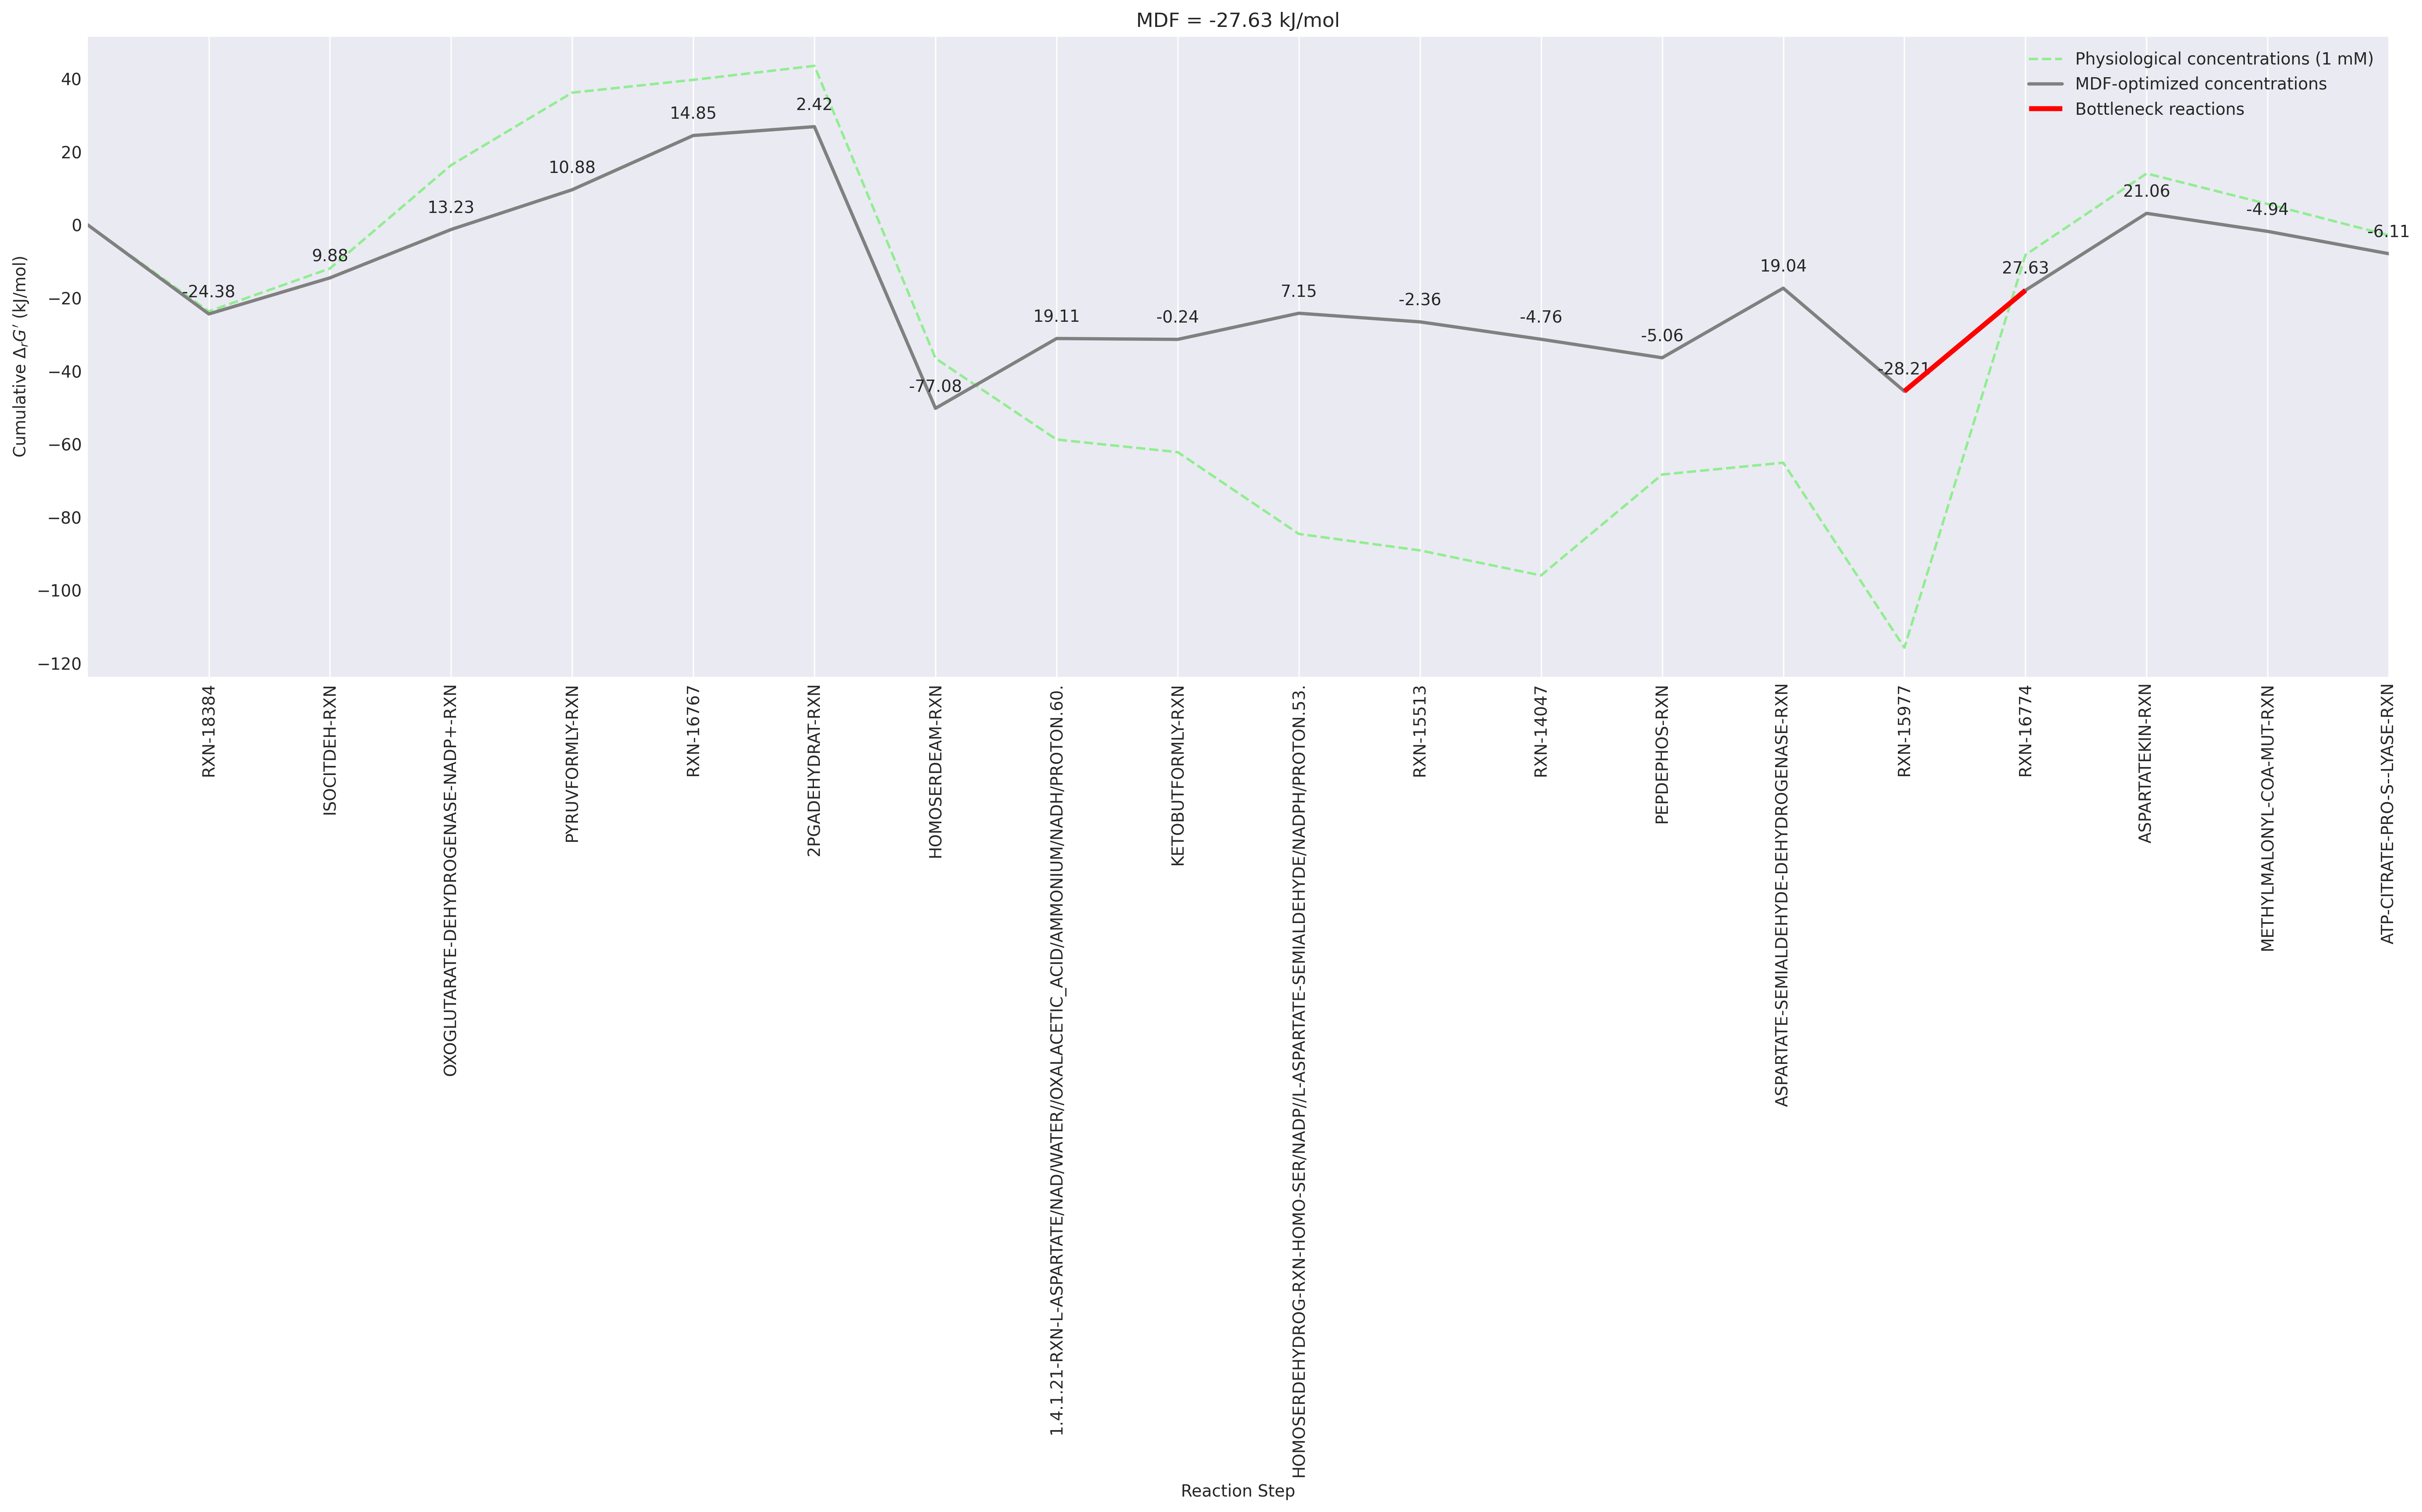 MDF = -27.63 kJ/mol
Cumulative ΔrG′ (kJ/mol)
40
20
0
−20
−40
−60
−80
−100
−120
Physiological concentrations (1 mM)
MDF-optimized concentrations
Bottleneck reactions
-24.38
9.88
13.23
10.88
14.85
2.42
-77.08
19.11
-0.24
7.15
-2.36
-4.76
-5.06
19.04
-28.21
27.63
21.06
-4.94
-6.11
RXN-18384
ISOCITDEH-RXN
OXOGLUTARATE-DEHYDROGENASE-NADP+-RXN
PYRUVFORMLY-RXN
RXN-16767
2PGADEHYDRAT-RXN
HOMOSERDEAM-RXN
1.4.1.21-RXN-L-ASPARTATE/NAD/WATER//OXALACETIC_ACID/AMMONIUM/NADH/PROTON.60.
KETOBUTFORMLY-RXN
HOMOSERDEHYDROG-RXN-HOMO-SER/NADP//L-ASPARTATE-SEMIALDEHYDE/NADPH/PROTON.53.
RXN-15513
RXN-14047
PEPDEPHOS-RXN
ASPARTATE-SEMIALDEHYDE-DEHYDROGENASE-RXN
RXN-15977
RXN-16774
ASPARTATEKIN-RXN
METHYLMALONYL-COA-MUT-RXN
ATP-CITRATE-PRO-S--LYASE-RXN
Reaction Step